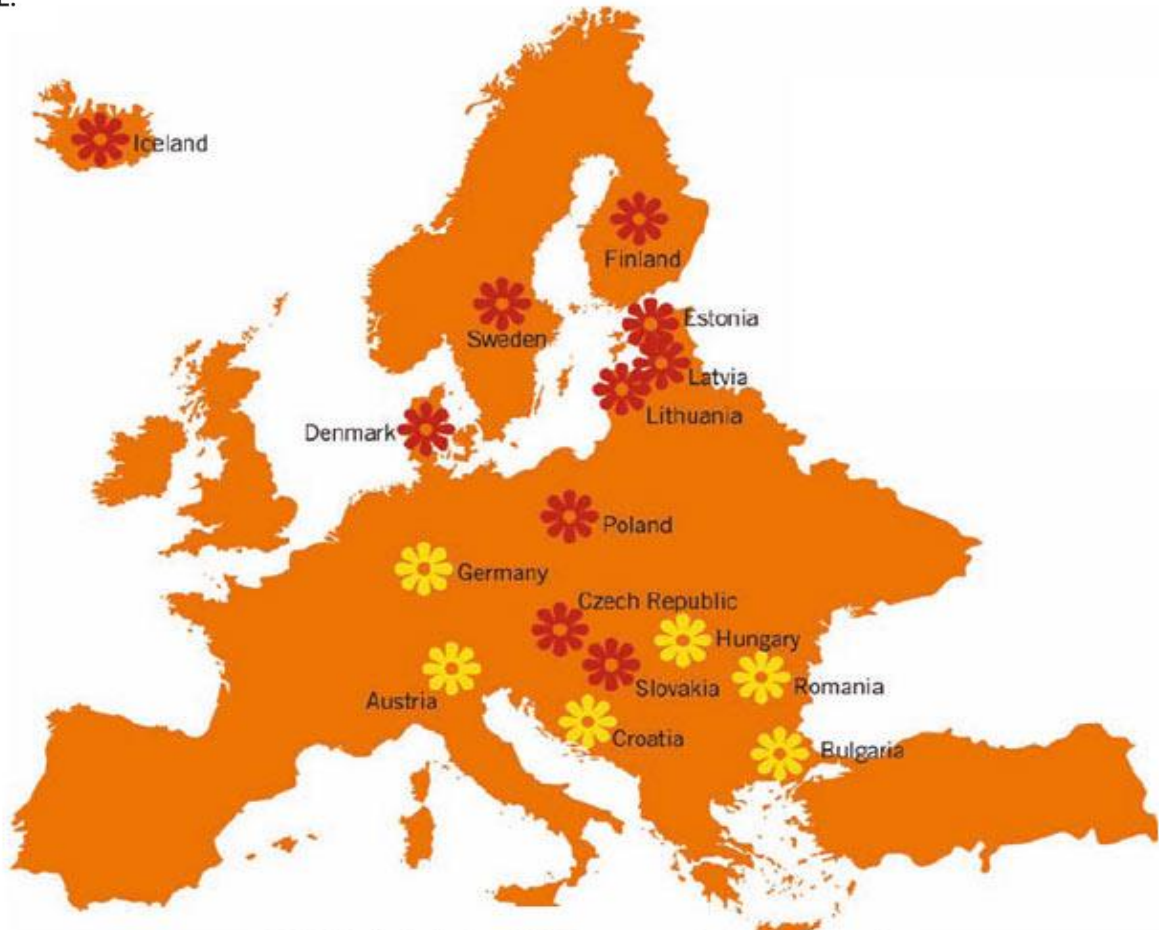 Iceland
Finland
Estonia
Sweden
Latvia
Lithuania
Denmark
Poland
Germany
Czech Republic
Hungary
Slovakia
Romania
Austria
Croatia
Bulgaria